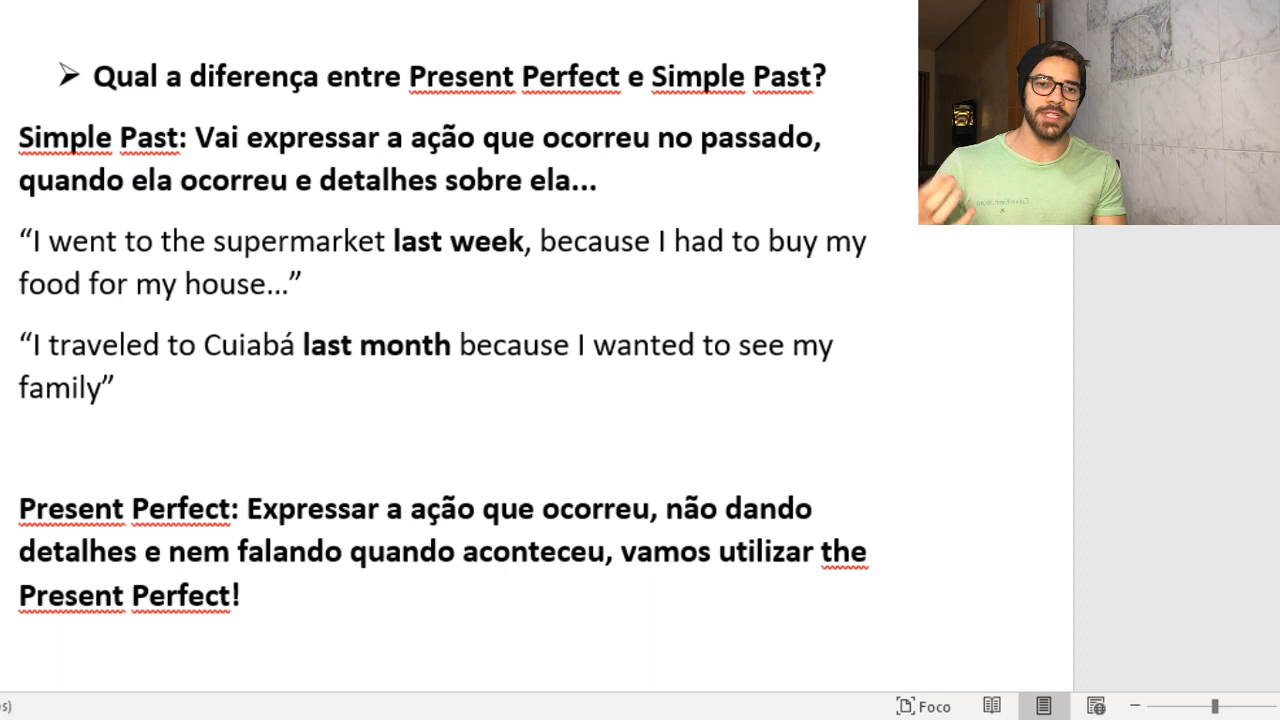 Qual a diferença entre Present Perfect e Simple Past?
Simple Past: Vai expressar a ação que ocorreu no passado,
quando ela ocorreu e detalhes sobre ela...
“I went to the supermarket last week, because I had to buy my
food for my house...”
“I traveled to Cuiabá last month because I wanted to see my
family”
Present Perfect: Expressar a ação que ocorreu, não dando
detalhes e nem falando quando aconteceu, vamos utilizar the
Present Perfect!
Foco